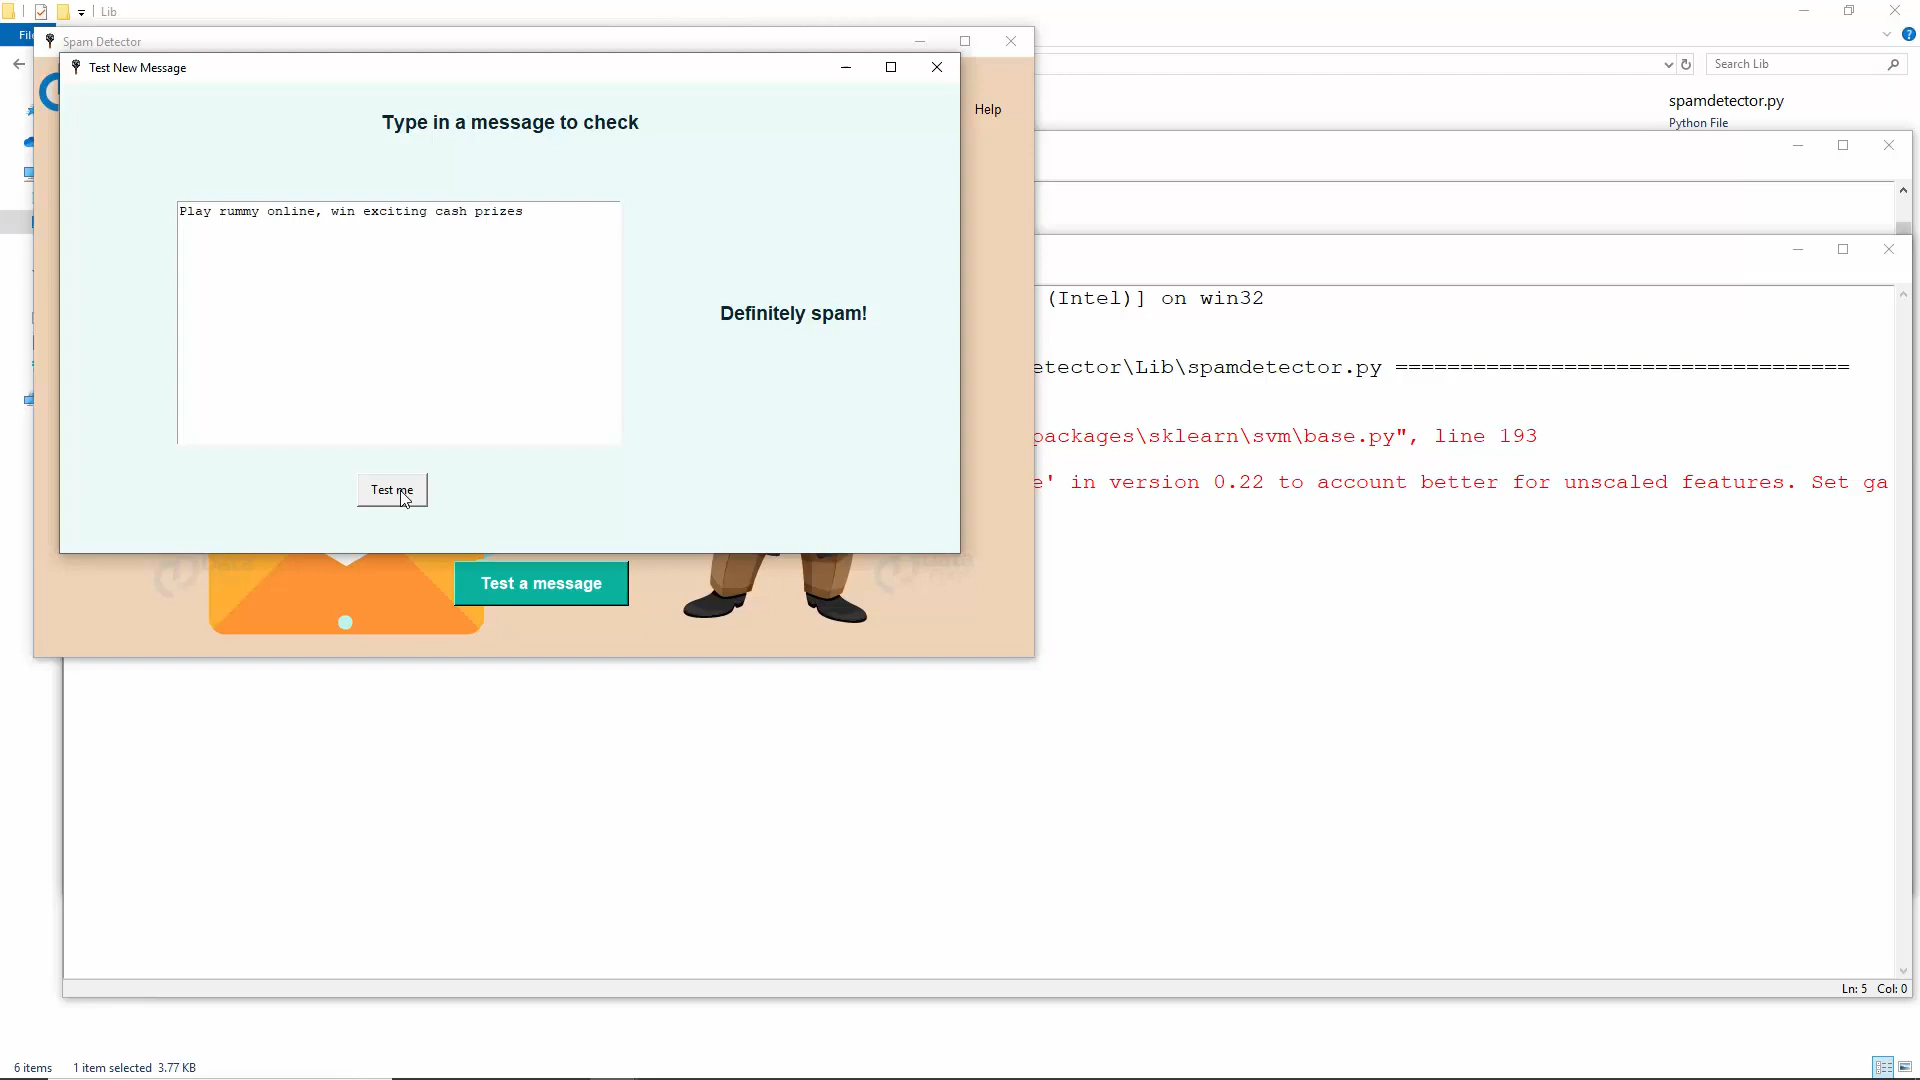 Lib
File
Spam Detector
Test New Message
Search Lib
Help
spamdetector.py
Python File
Type in a message to check
Play rummy online, win exciting cash prizes
Definitely spam!
(Intel)] on win32
etector\Lib\spamdetector.py ===================================
packages\sklearn\svm\base.py", line 193
e' in version 0.22 to account better for unscaled features. Set ga
Test me
Test a message
Ln: 5 Col: 0
6 items 1 item selected 3.77 KB